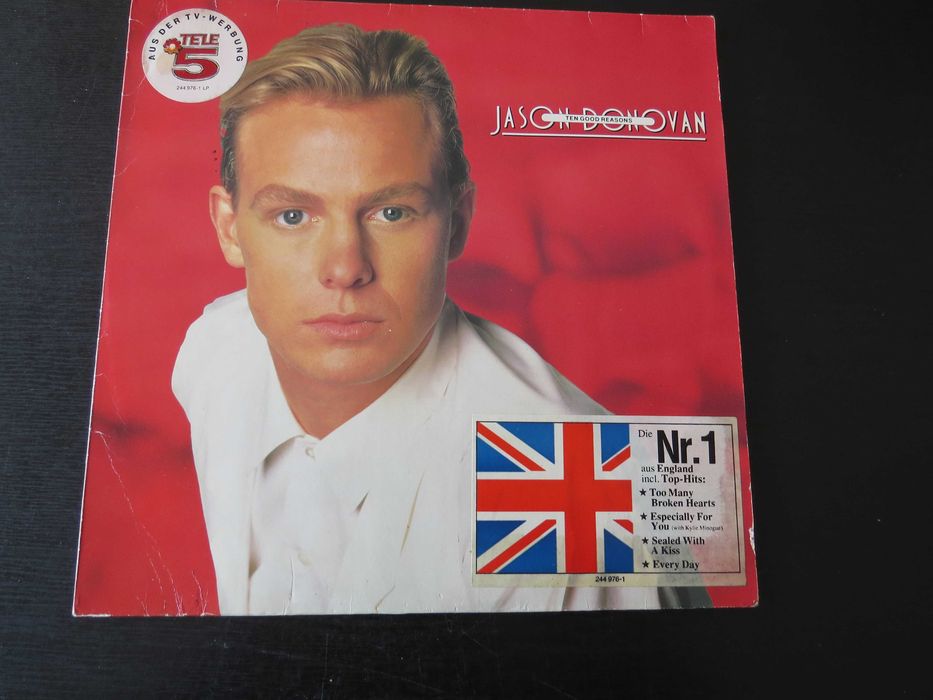 AUS DER TV-WERBUNG
TELE
5
244 976-1 LP
JASON DONOVAN
TEN GOOD REASONS
Die Nr.1
aus England
incl. Top-Hits:
★ Too Many
Broken Hearts
★ Especially For
You (with Kylie Minogue)
★ Sealed With
A Kiss
★ Every Day
244 976-1